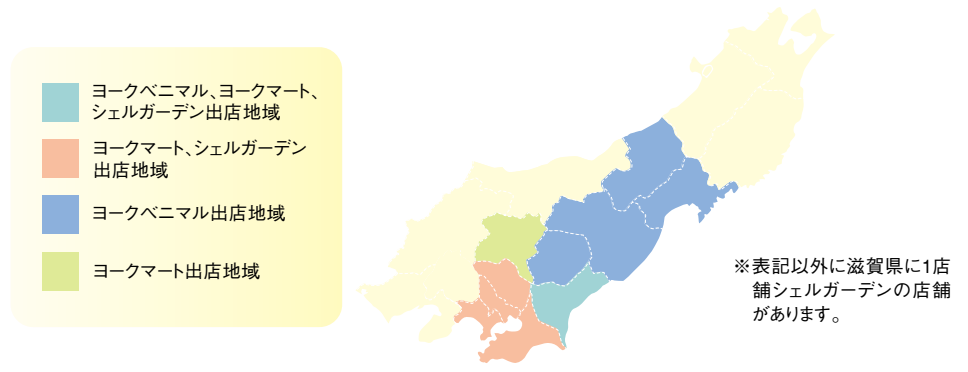 ヨークベニマル、ヨークマート、
シェルガーデン出店地域
ヨークマート、シェルガーデン
出店地域
ヨークベニマル出店地域
ヨークマート出店地域
※表記以外に滋賀県に1店
舗シェルガーデンの店舗
があります。